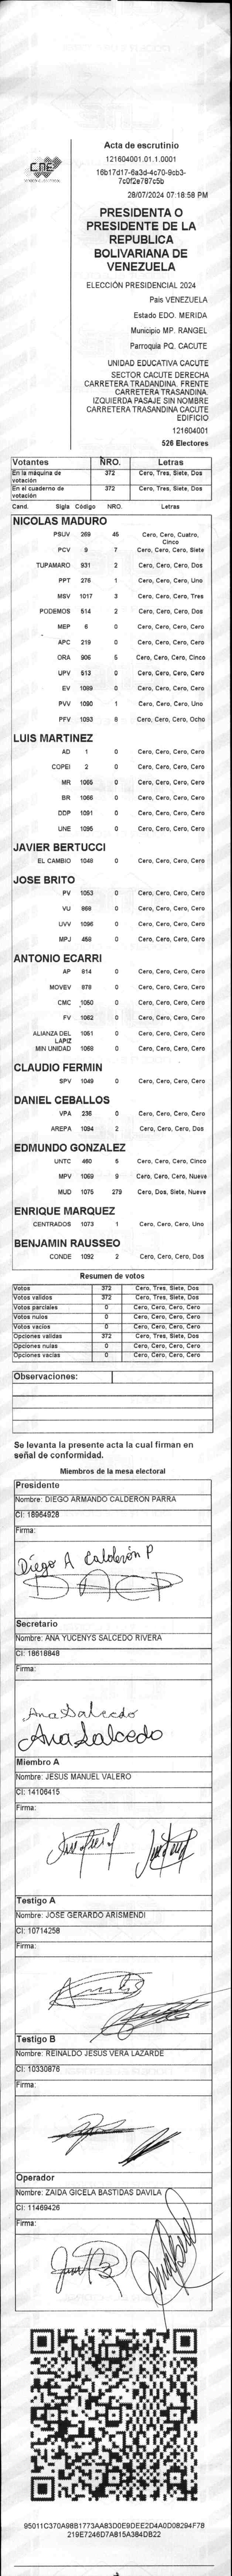 CNE
Acta de escrutinio
121604001.01.1.0001
16b17d17-6a3d-4c70-9cb3-
7c0f2e787c5b
28/07/2024 07:18:58 PM
PRESIDENTA O
PRESIDENTE DE LA
REPUBLICA
BOLIVARIANA DE
VENEZUELA
ELECCIÓN PRESIDENCIAL 2024
País VENEZUELA
Estado EDO. MERIDA
Municipio MP. RANGEL
Parroquia PQ. CACUTE
UNIDAD EDUCATIVA CACUTE
SECTOR CACUTE DERECHA
CARRETERA TRADANDINA. FRENTE
CARRETERA TRASANDINA.
IZQUIERDA PASAJE SIN NOMBRE
CARRETERA TRASANDINA CACUTE
EDIFICIO
121604001
526 Electores
Votantes NRO. Letras
En la máquina de votación 372 Cero, Tres, Siete, Dos
En el cuaderno de votación 372 Cero, Tres, Siete, Dos
Cand. Sigla Código NRO. Letras
NICOLAS MADURO
PSUV 269 45 Cero, Cero, Cuatro, Cinco
PCV 9 7 Cero, Cero, Cero, Siete
TUPAMARO 931 2 Cero, Cero, Cero, Dos
PPT 276 1 Cero, Cero, Cero, Uno
MSV 1017 3 Cero, Cero, Cero, Tres
PODEMOS 514 2 Cero, Cero, Cero, Dos
MEP 6 0 Cero, Cero, Cero, Cero
APC 219 0 Cero, Cero, Cero, Cero
ORA 906 5 Cero, Cero, Cero, Cinco
UPV 513 0 Cero, Cero, Cero, Cero
EV 1089 0 Cero, Cero, Cero, Cero
PVV 1090 1 Cero, Cero, Cero, Uno
PFV 1093 8 Cero, Cero, Cero, Ocho
LUIS MARTINEZ
AD 1 0 Cero, Cero, Cero, Cero
COPEI 2 0 Cero, Cero, Cero, Cero
MR 1065 0 Cero, Cero, Cero, Cero
BR 1066 0 Cero, Cero, Cero, Cero
DDP 1091 0 Cero, Cero, Cero, Cero
UNE 1095 0 Cero, Cero, Cero, Cero
JAVIER BERTUCCI
EL CAMBIO 1048 0 Cero, Cero, Cero, Cero
JOSE BRITO
PV 1053 0 Cero, Cero, Cero, Cero
VU 868 0 Cero, Cero, Cero, Cero
UVV 1096 0 Cero, Cero, Cero, Cero
MPJ 459 0 Cero, Cero, Cero, Cero
ANTONIO ECARRI
AP 814 0 Cero, Cero, Cero, Cero
MOVEV 878 0 Cero, Cero, Cero, Cero
CMC 1050 0 Cero, Cero, Cero, Cero
FV 1062 0 Cero, Cero, Cero, Cero
ALIANZA DEL LAPIZ 1051 0 Cero, Cero, Cero, Cero
MIN UNIDAD 1059 0 Cero, Cero, Cero, Cero
CLAUDIO FERMIN
SPV 1049 0 Cero, Cero, Cero, Cero
DANIEL CEBALLOS
VPA 236 0 Cero, Cero, Cero, Cero
AREPA 1094 2 Cero, Cero, Cero, Dos
EDMUNDO GONZALEZ
UNTC 460 5 Cero, Cero, Cero, Cinco
MPV 1069 9 Cero, Cero, Cero, Nueve
MUD 1075 279 Cero, Dos, Siete, Nueve
ENRIQUE MARQUEZ
CENTRADOS 1073 1 Cero, Cero, Cero, Uno
BENJAMIN RAUSSEO
CONDE 1092 2 Cero, Cero, Cero, Dos
Resumen de votos
Votos 372 Cero, Tres, Siete, Dos
Votos validos 372 Cero, Tres, Siete, Dos
Votos parciales 0 Cero, Cero, Cero, Cero
Votos nulos 0 Cero, Cero, Cero, Cero
Votos vacíos 0 Cero, Cero, Cero, Cero
Opciones validas 372 Cero, Tres, Siete, Dos
Opciones nulas 0 Cero, Cero, Cero, Cero
Opciones vacías 0 Cero, Cero, Cero, Cero
Observaciones:
Se levanta la presente acta la cual firman en
señal de conformidad.
Miembros de la mesa electoral
Presidente
Nombre: DIEGO ARMANDO CALDERON PARRA
CI: 18964928
Firma:
Diego A Calderón P
Secretario
Nombre: ANA YUCENYS SALCEDO RIVERA
CI: 18618848
Firma:
Ana Salcedo
Ana Salcedo
Miembro A
Nombre: JESUS MANUEL VALERO
CI: 14106415
Firma:
Testigo A
Nombre: JOSE GERARDO ARISMENDI
CI: 10714258
Firma:
Testigo B
Nombre: REINALDO JESUS VERA LAZARDE
CI: 10330876
Firma:
Operador
Nombre: ZAIDA GICELA BASTIDAS DAVILA
CI: 11469426
Firma:
95011C370A98B1773AA83D0E9DEE2D4A0D08294F78
219E7246D7A815A384DB22